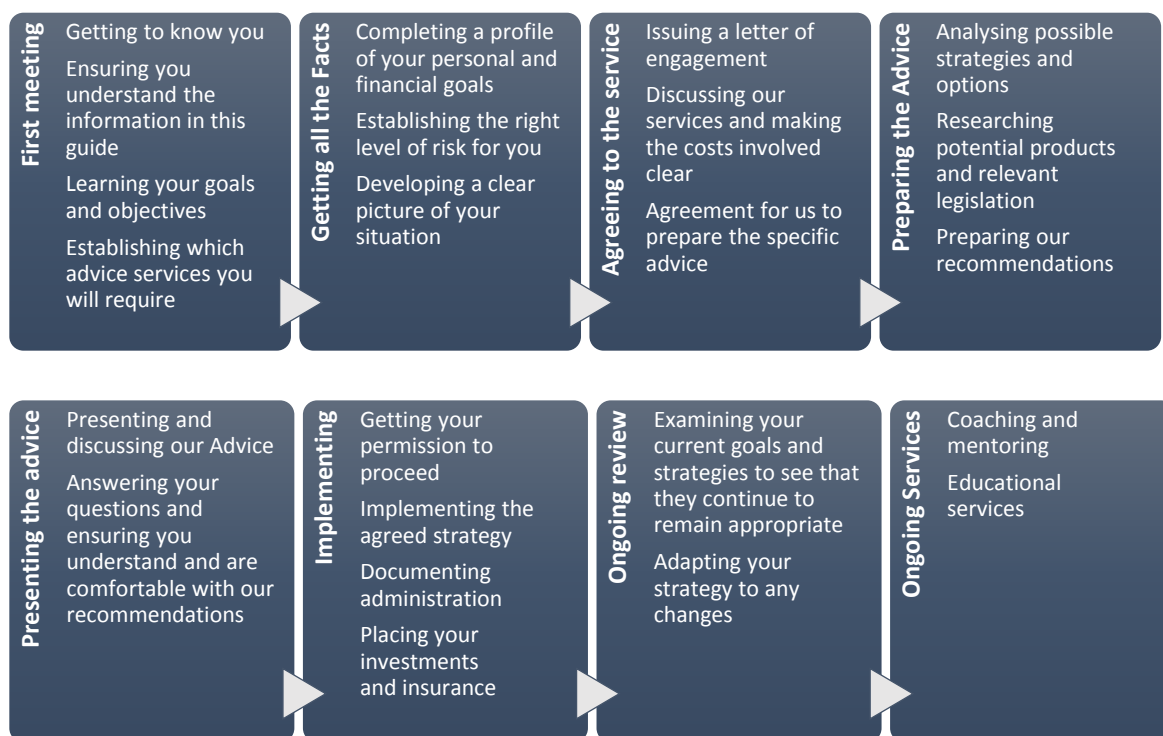 First meeting
Getting to know you
Ensuring you
understand the
information in this
guide
Learning your goals
and objectives
Establishing which
advice services you
will require
Getting all the Facts
Completing a profile
of your personal and
financial goals
Establishing the right
level of risk for you
Developing a clear
picture of your
situation
Agreeing to the service
Issuing a letter of
engagement
Discussing our
services and making
the costs involved
clear
Agreement for us to
prepare the specific
advice
Preparing the Advice
Analysing possible
strategies and
options
Researching
potential products
and relevant
legislation
Preparing our
recommendations
Presenting the advice
Presenting and
discussing our Advice
Answering your
questions and
ensuring you
understand and are
comfortable with our
recommendations
Implementing
Getting your
permission to
proceed
Implementing the
agreed strategy
Documenting
administration
Placing your
investments
and insurance
Ongoing review
Examining your
current goals and
strategies to see that
they continue to
remain appropriate
Adapting your
strategy to any
changes
Ongoing Services
Coaching and
mentoring
Educational
services